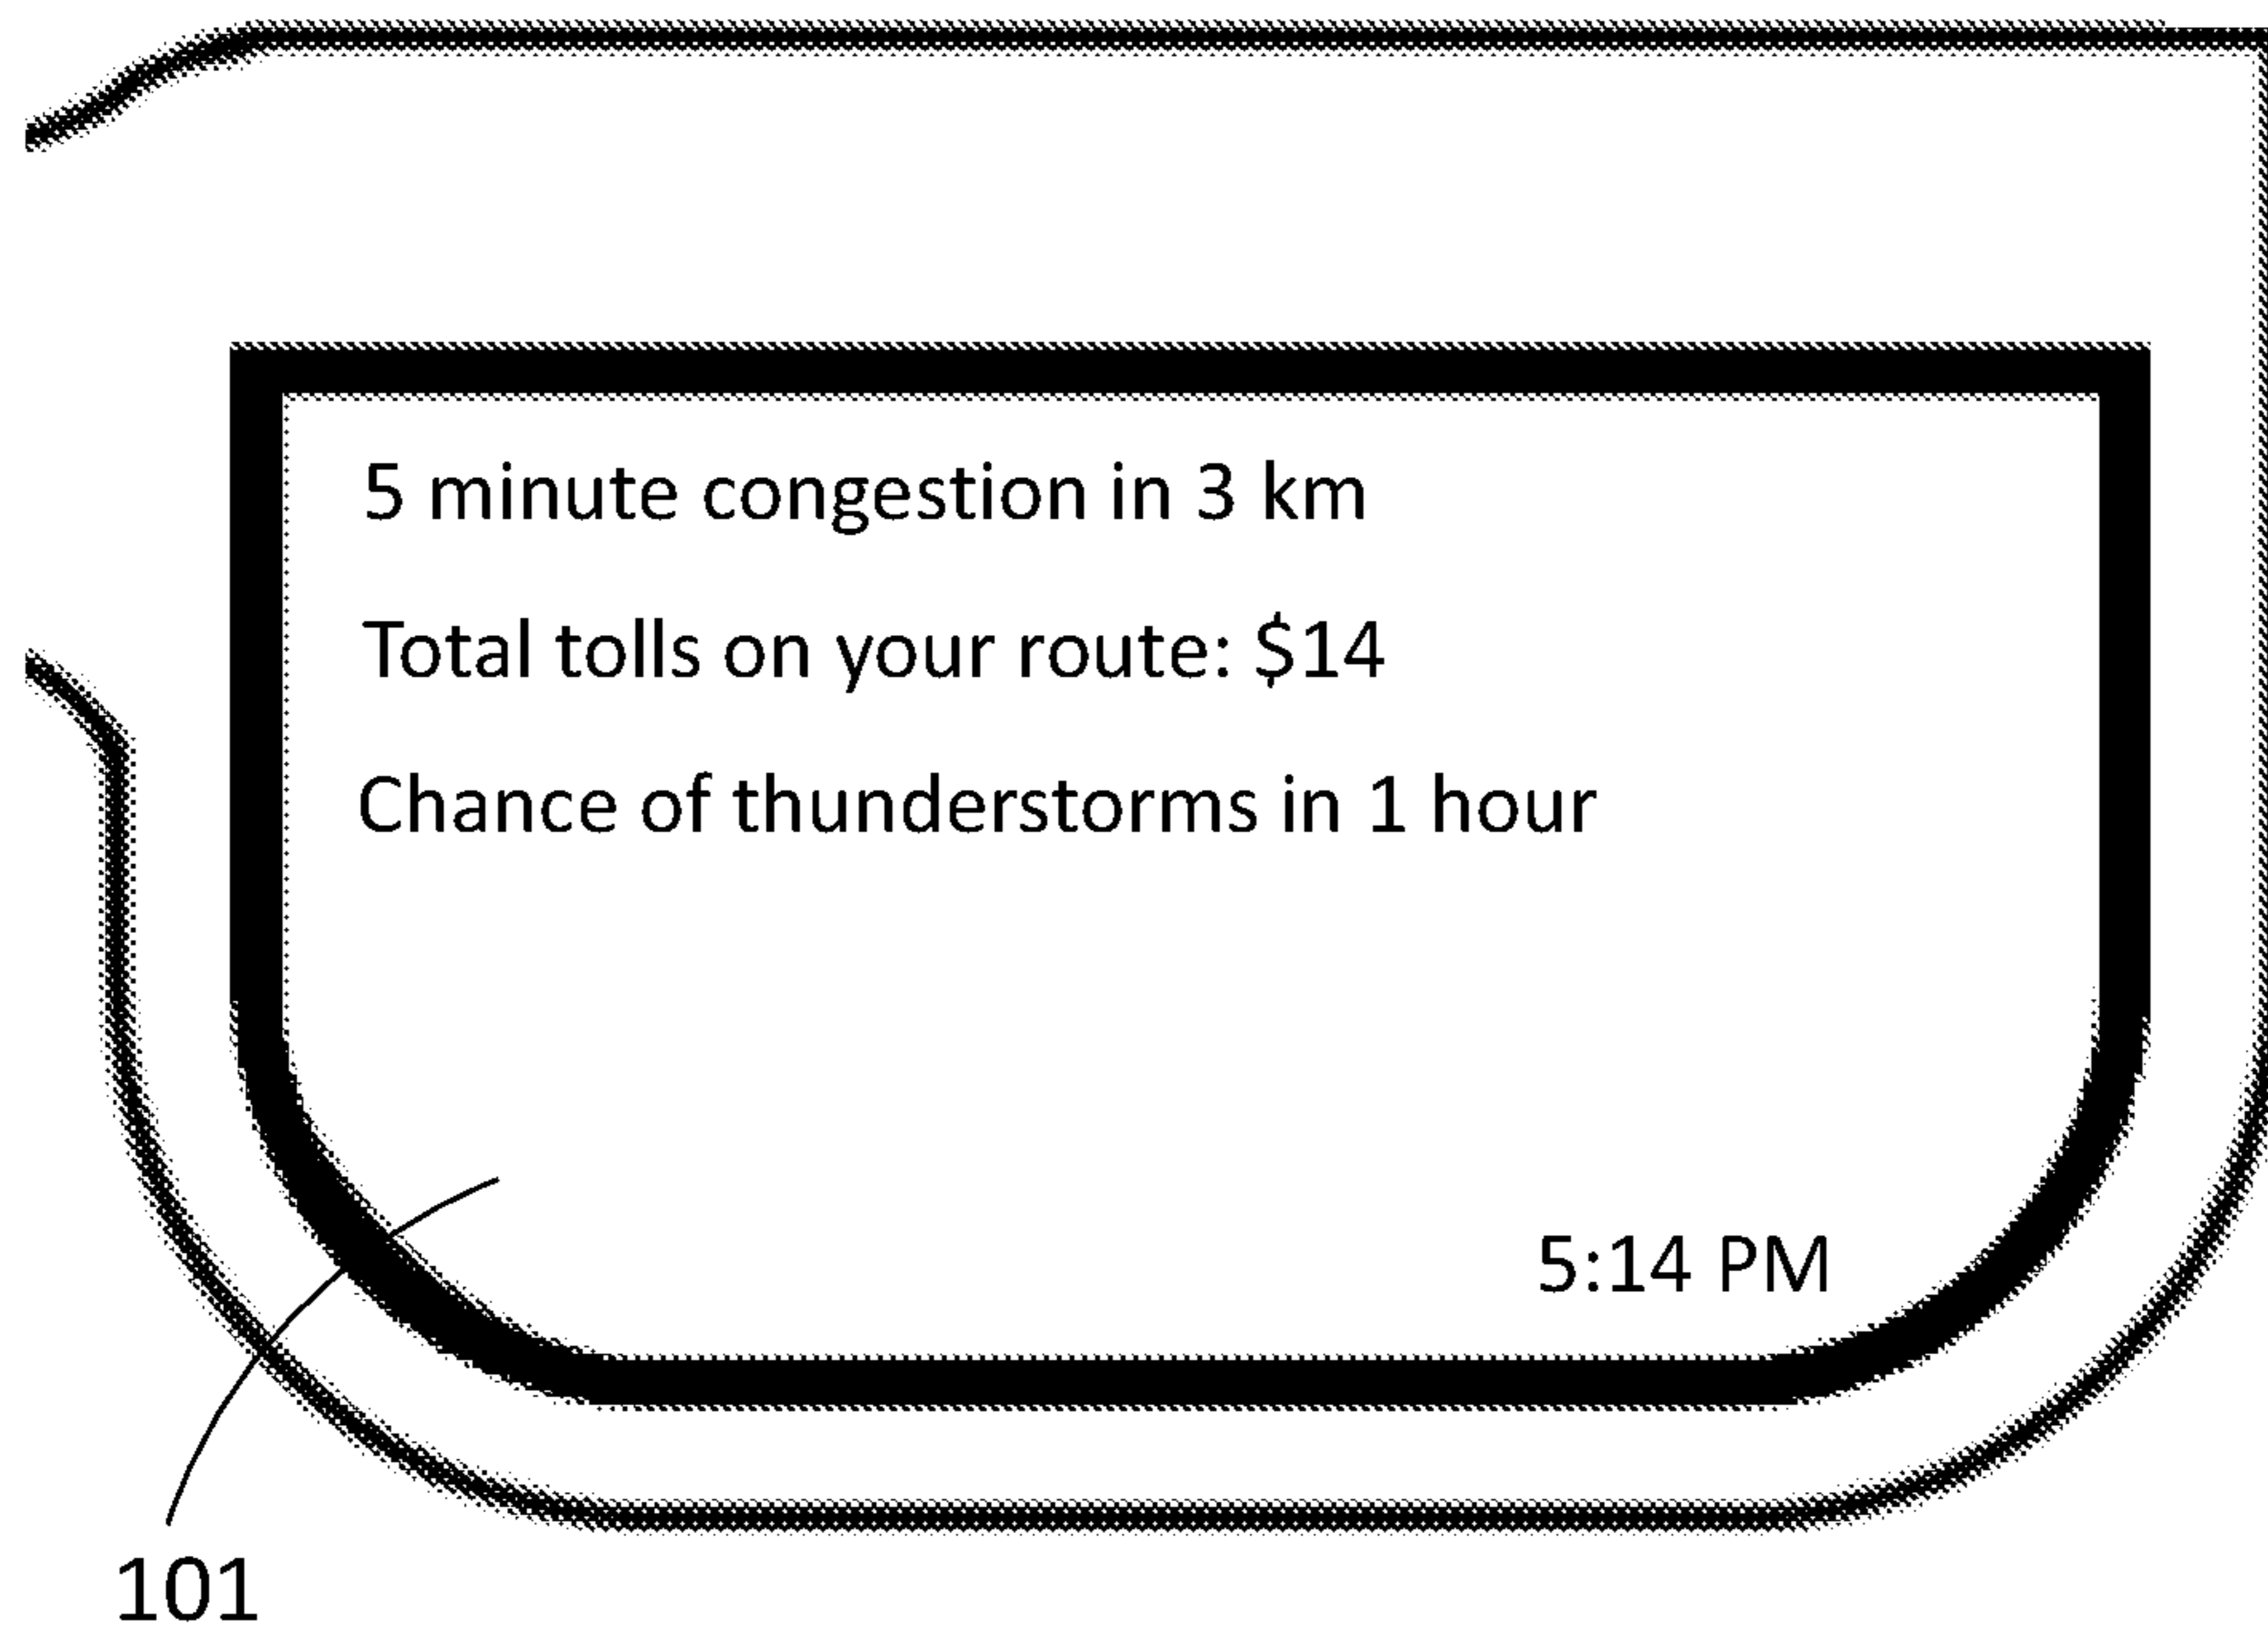 5 minute congestion in 3 km
Total tolls on your route: $14
Chance of thunderstorms in 1 hour
5:14 PM
101